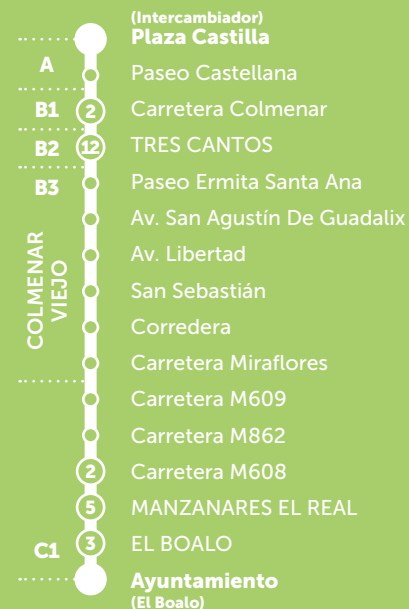 (Intercambiador)
Plaza Castilla
A
Paseo Castellana
B1 2 Carretera Colmenar
B2 12 TRES CANTOS
B3
Paseo Ermita Santa Ana
Av. San Agustín De Guadalix
Av. Libertad
COLMENAR
VIEJO
San Sebastián
Corredera
Carretera Miraflores
Carretera M609
Carretera M862
2 Carretera M608
5 MANZANARES EL REAL
C1 3 EL BOALO
Ayuntamiento
(El Boalo)